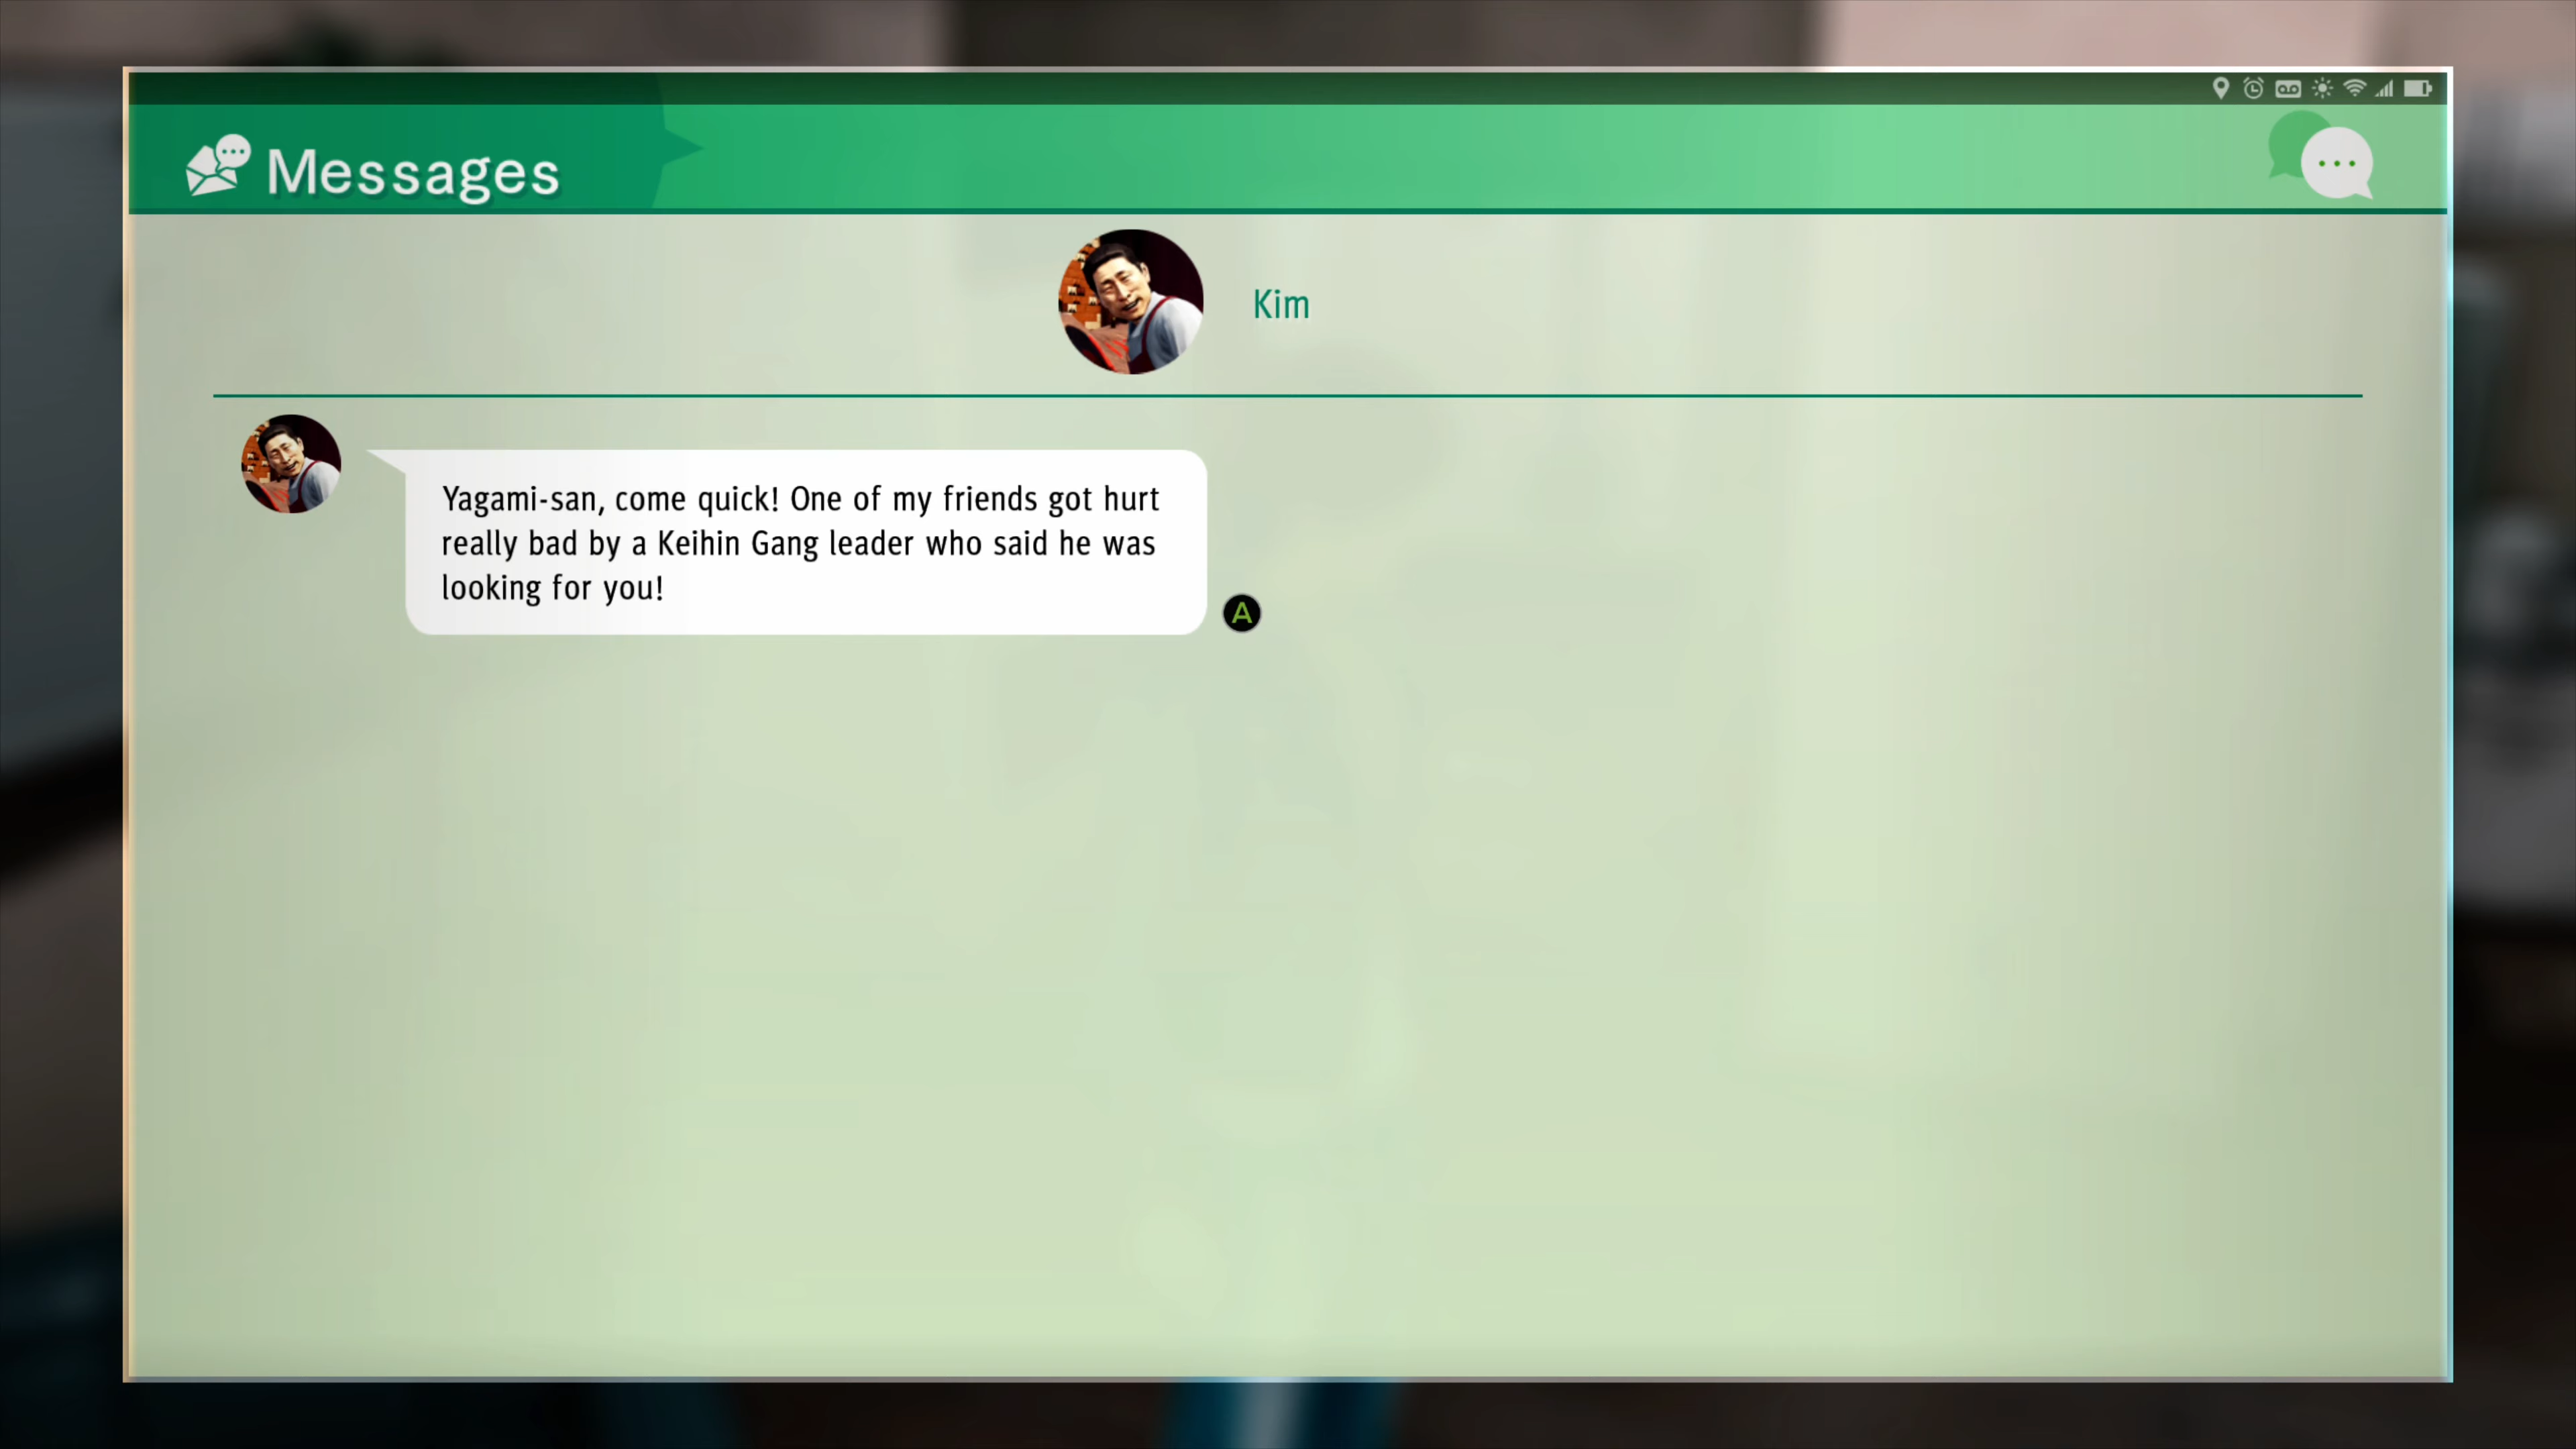 Messages
Kim
Yagami-san, come quick! One of my friends got hurt
really bad by a Keihin Gang leader who said he was
looking for you!
A